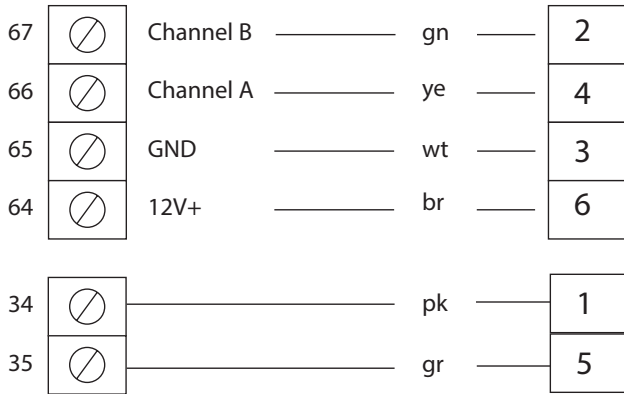 67 Channel B gn 2
66 Channel A ye 4
65 GND wt 3
64 12V+ br 6
34 pk 1
35 gr 5